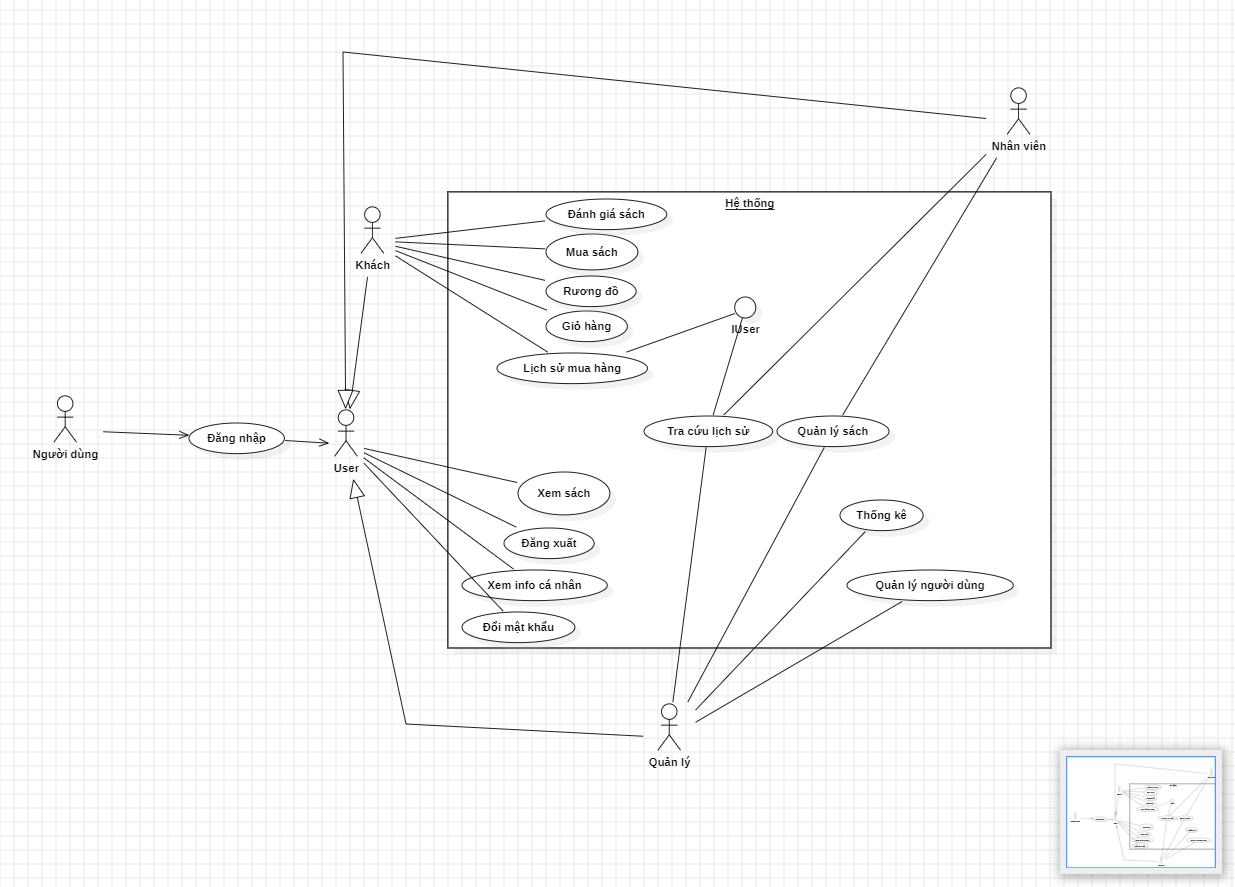 Nhân viên
Hệ thống
Đánh giá sách
Mua sách
Khách
Rương đồ
Giỏ hàng
IUser
Lịch sử mua hàng
Tra cứu lịch sử
Quản lý sách
Đăng nhập
Người dùng
User
Xem sách
Thống kê
Đăng xuất
Xem info cá nhân
Quản lý người dùng
Đổi mật khẩu
Quản lý